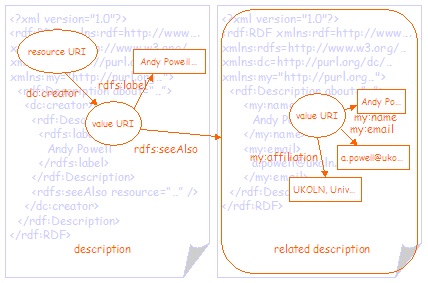 <?xml version="1.0"?>
<rdf:RDF xmlns:rdf=http://www...
xmlns:rdfs=http://www.w3.org/..
xmlns:dc=http://purl.org/dc/..
xmlns:my="http://purl.org..">
<rdf:Description about="..">
<dc:creator>
<rdf:Description>
<rdfs:label>
Andy Powell
</rdfs:label>
</rdf:Description>
<rdfs:seeAlso resource=".." />
</dc:creator>
</rdf:Description>
</rdf:RDF>
resource URI
Andy Powell...
rdfs:label
dc:creator
value URI
rdfs:seeAlso
description
<?xml version="1.0"?>
<rdf:RDF xmlns:rdf=http://www...
xmlns:rdfs=http://www.w3.org/..
xmlns:dc=http://purl.org/dc/..
xmlns:my="http://purl.org..">
<rdf:Description about="..">
<my:name>
Andy Powell
</my:name>
<my:email>
a.powell@ukoln..
</my:email>
</rdf:Description>
</rdf:RDF>
Andy Po...
value URI
my:name
my:email
my:affiliation
a.powell@uko...
UKOLN, Univ...
related description